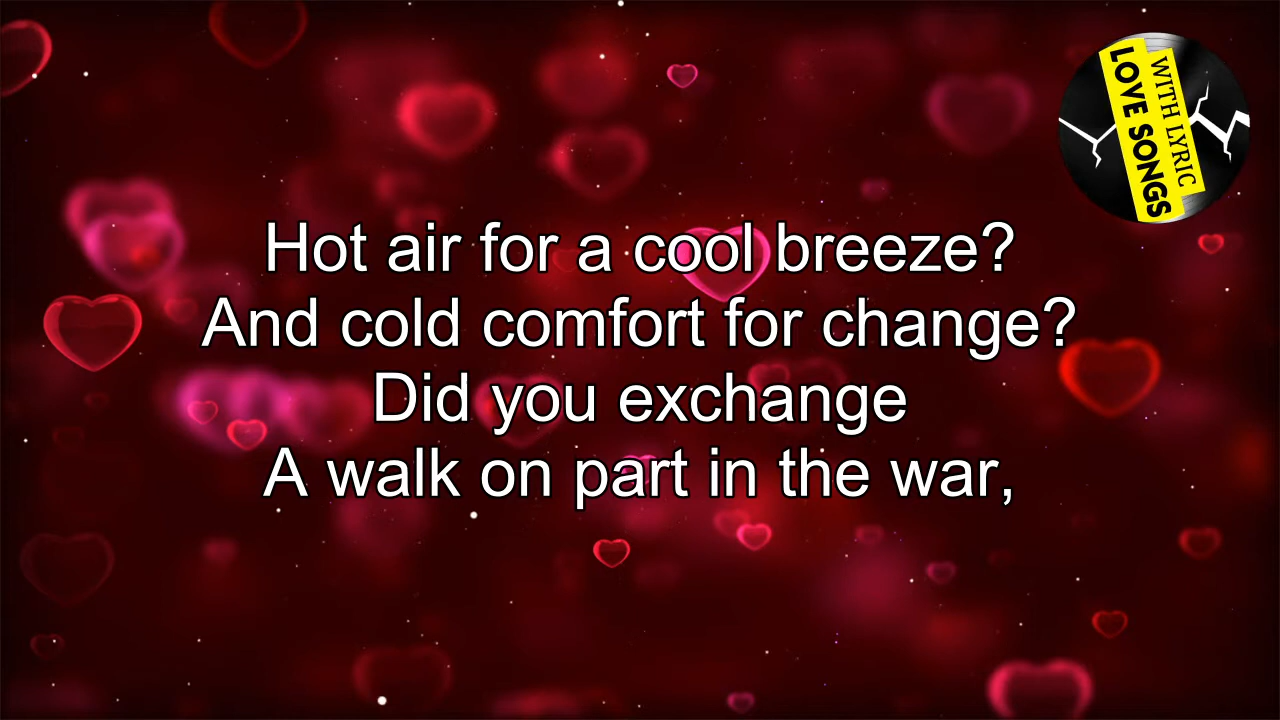 WITH LYRIC
LOVE SONGS
Hot air for a cool breeze?
And cold comfort for change?
Did you exchange
A walk on part in the war,